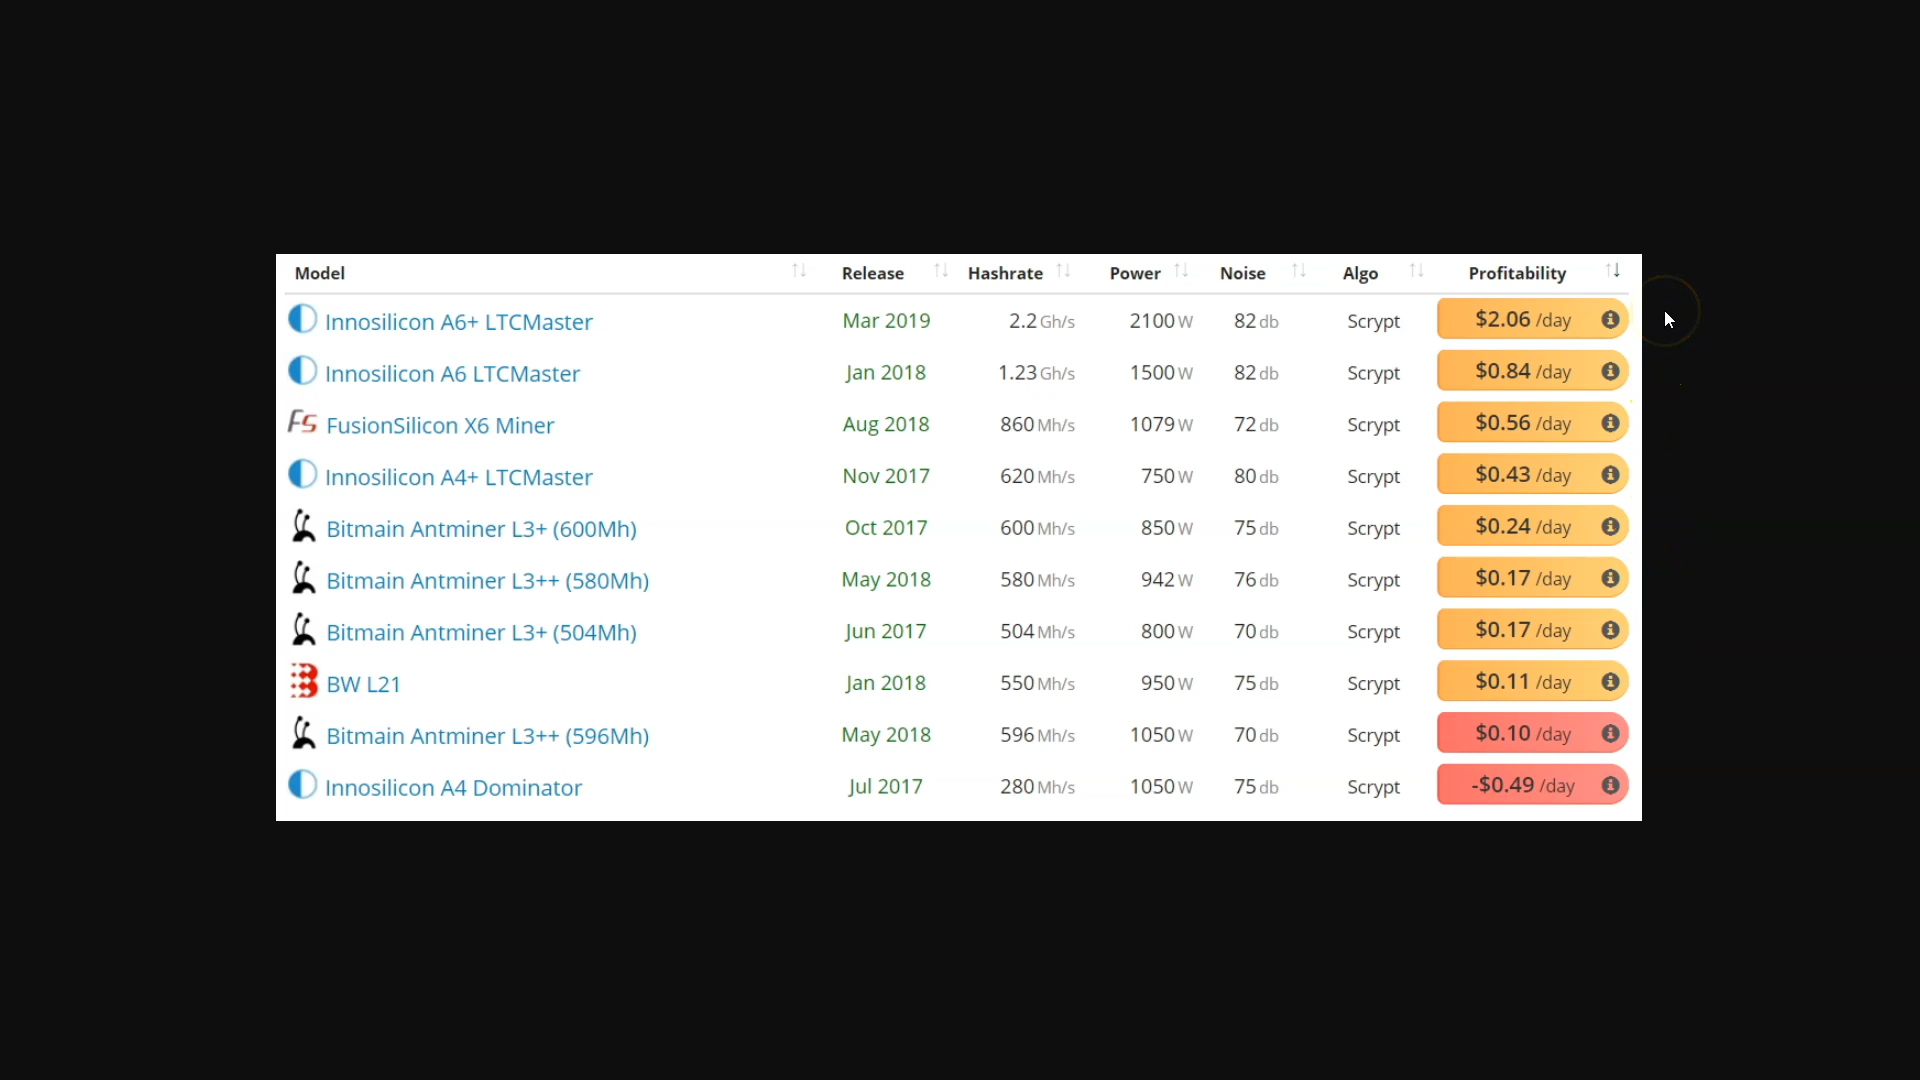 Model Release Hashrate Power Noise Algo Profitability
Innosilicon A6+ LTCMaster Mar 2019 2.2 Gh/s 2100 W 82 db Scrypt $2.06 /day
Innosilicon A6 LTCMaster Jan 2018 1.23 Gh/s 1500 W 82 db Scrypt $0.84 /day
FS FusionSilicon X6 Miner Aug 2018 860 Mh/s 1079 W 72 db Scrypt $0.56 /day
Innosilicon A4+ LTCMaster Nov 2017 620 Mh/s 750 W 80 db Scrypt $0.43 /day
Bitmain Antminer L3+ (600Mh) Oct 2017 600 Mh/s 850 W 75 db Scrypt $0.24 /day
Bitmain Antminer L3++ (580Mh) May 2018 580 Mh/s 942 W 76 db Scrypt $0.17 /day
Bitmain Antminer L3+ (504Mh) Jun 2017 504 Mh/s 800 W 70 db Scrypt $0.17 /day
BW L21 Jan 2018 550 Mh/s 950 W 75 db Scrypt $0.11 /day
Bitmain Antminer L3++ (596Mh) May 2018 596 Mh/s 1050 W 70 db Scrypt $0.10 /day
Innosilicon A4 Dominator Jul 2017 280 Mh/s 1050 W 75 db Scrypt -$0.49 /day